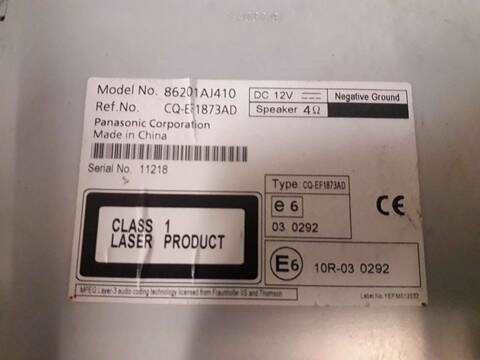 Model No. 86201AJ410
Ref.No. CQ-EF1873AD
Panasonic Corporation
Made in China
DC 12V Negative Ground
Speaker 4Ω
Serial No. 11218
CLASS 1
LASER PRODUCT
Type: CQ-EF1873AD
e 6
03 0292
CE
E6 10R-03 0292
MPEG Layer-3 audio coding technology licensed from Fraunhofer IIS and Thomson
Label No.